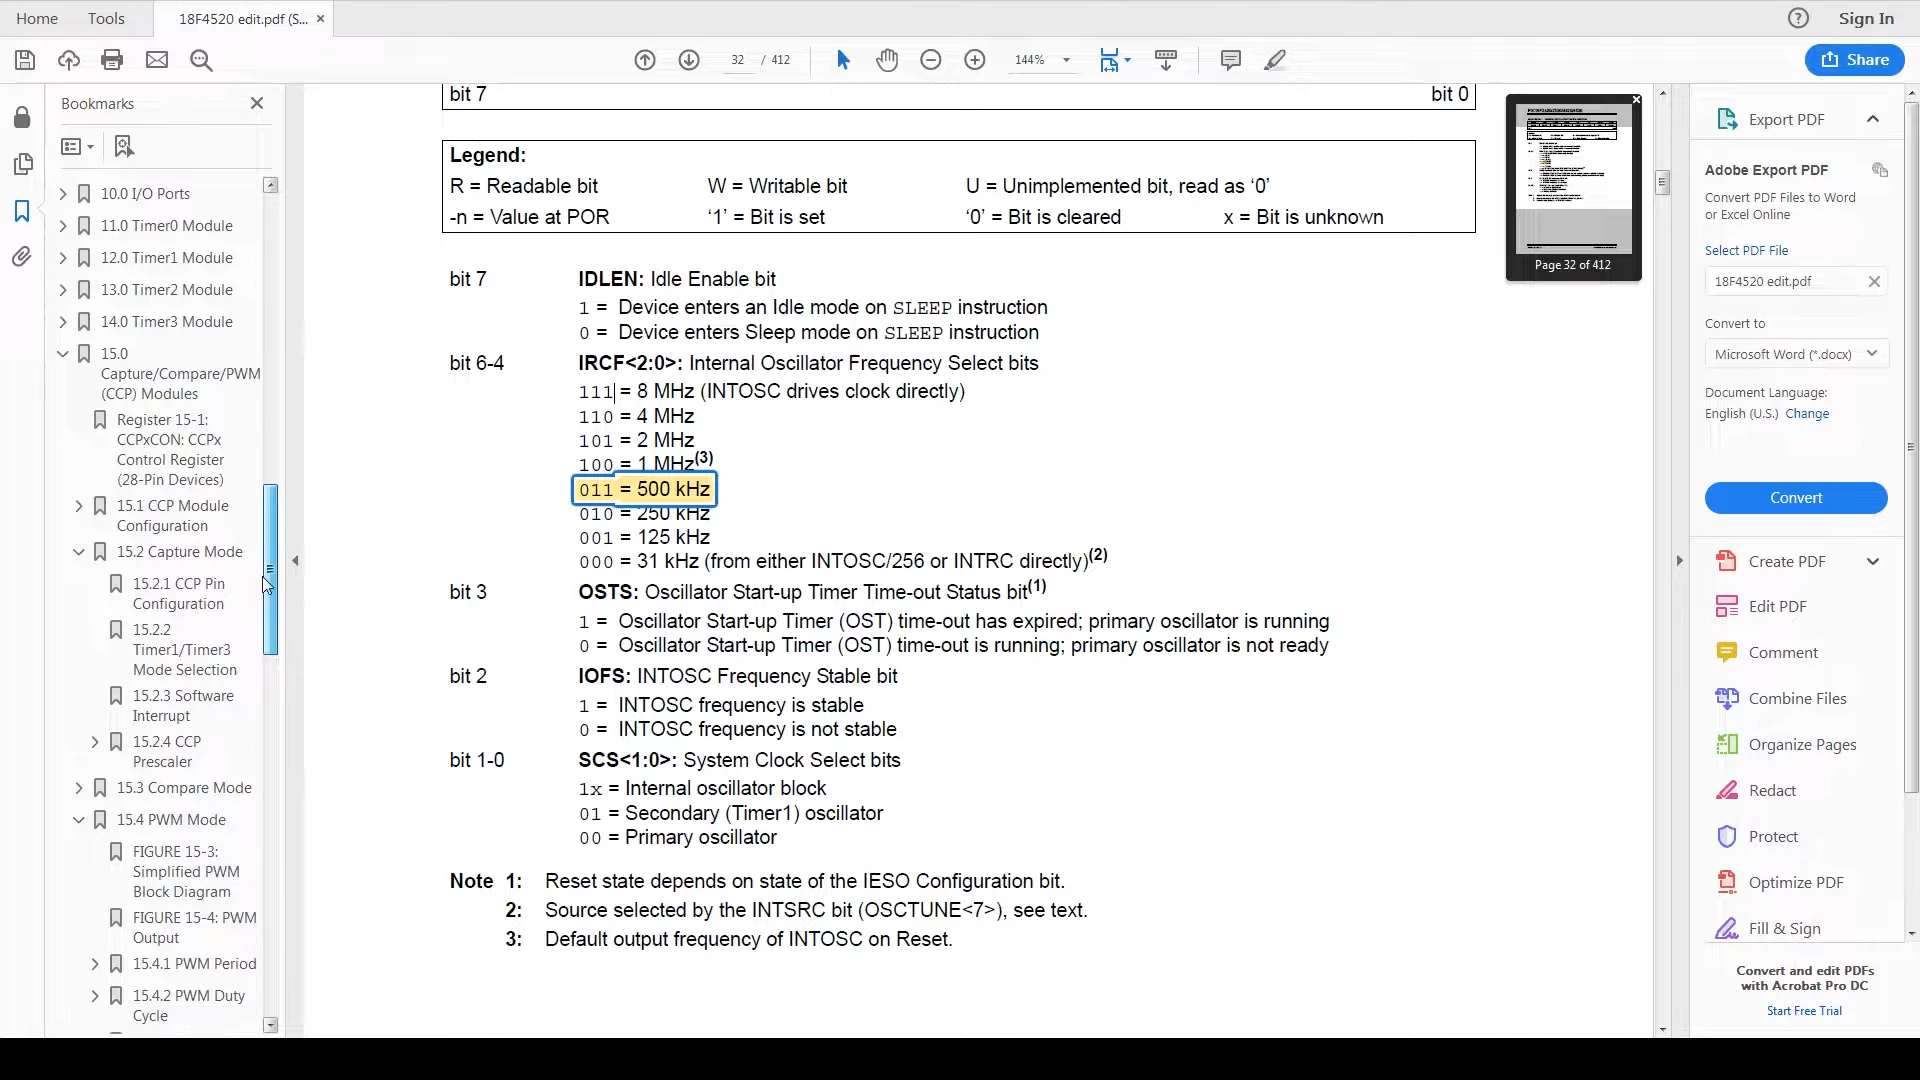 Home
Tools
18F4520 edit.pdf (S... ×
Sign In
32 / 412
144%
Share
Bookmarks
10.0 I/O Ports
11.0 Timer0 Module
12.0 Timer1 Module
13.0 Timer2 Module
14.0 Timer3 Module
15.0
Capture/Compare/PWM
(CCP) Modules
Register 15-1:
CCPxCON: CCPx
Control Register
(28-Pin Devices)
15.1 CCP Module
Configuration
15.2 Capture Mode
15.2.1 CCP Pin
Configuration
15.2.2
Timer1/Timer3
Mode Selection
15.2.3 Software
Interrupt
15.2.4 CCP
Prescaler
15.3 Compare Mode
15.4 PWM Mode
FIGURE 15-3:
Simplified PWM
Block Diagram
FIGURE 15-4: PWM
Output
15.4.1 PWM Period
15.4.2 PWM Duty
Cycle
bit 7 bit 0
Legend:
R = Readable bit W = Writable bit U = Unimplemented bit, read as ‘0’
-n = Value at POR ‘1’ = Bit is set ‘0’ = Bit is cleared x = Bit is unknown
bit 7 IDLEN: Idle Enable bit
1 = Device enters an Idle mode on SLEEP instruction
0 = Device enters Sleep mode on SLEEP instruction
bit 6-4 IRCF<2:0>: Internal Oscillator Frequency Select bits
111 = 8 MHz (INTOSC drives clock directly)
110 = 4 MHz
101 = 2 MHz
100 = 1 MHz(3)
011 = 500 kHz
010 = 250 kHz
001 = 125 kHz
000 = 31 kHz (from either INTOSC/256 or INTRC directly)(2)
bit 3 OSTS: Oscillator Start-up Timer Time-out Status bit(1)
1 = Oscillator Start-up Timer (OST) time-out has expired; primary oscillator is running
0 = Oscillator Start-up Timer (OST) time-out is running; primary oscillator is not ready
bit 2 IOFS: INTOSC Frequency Stable bit
1 = INTOSC frequency is stable
0 = INTOSC frequency is not stable
bit 1-0 SCS<1:0>: System Clock Select bits
1x = Internal oscillator block
01 = Secondary (Timer1) oscillator
00 = Primary oscillator
Note 1: Reset state depends on state of the IESO Configuration bit.
2: Source selected by the INTSRC bit (OSCTUNE<7>), see text.
3: Default output frequency of INTOSC on Reset.
Page 32 of 412
Export PDF
Adobe Export PDF
Convert PDF Files to Word
or Excel Online
Select PDF File
18F4520 edit.pdf
Convert to
Microsoft Word (*.docx)
Document Language:
English (U.S.) Change
Convert
Create PDF
Edit PDF
Comment
Combine Files
Organize Pages
Redact
Protect
Optimize PDF
Fill & Sign
Convert and edit PDFs
with Acrobat Pro DC
Start Free Trial